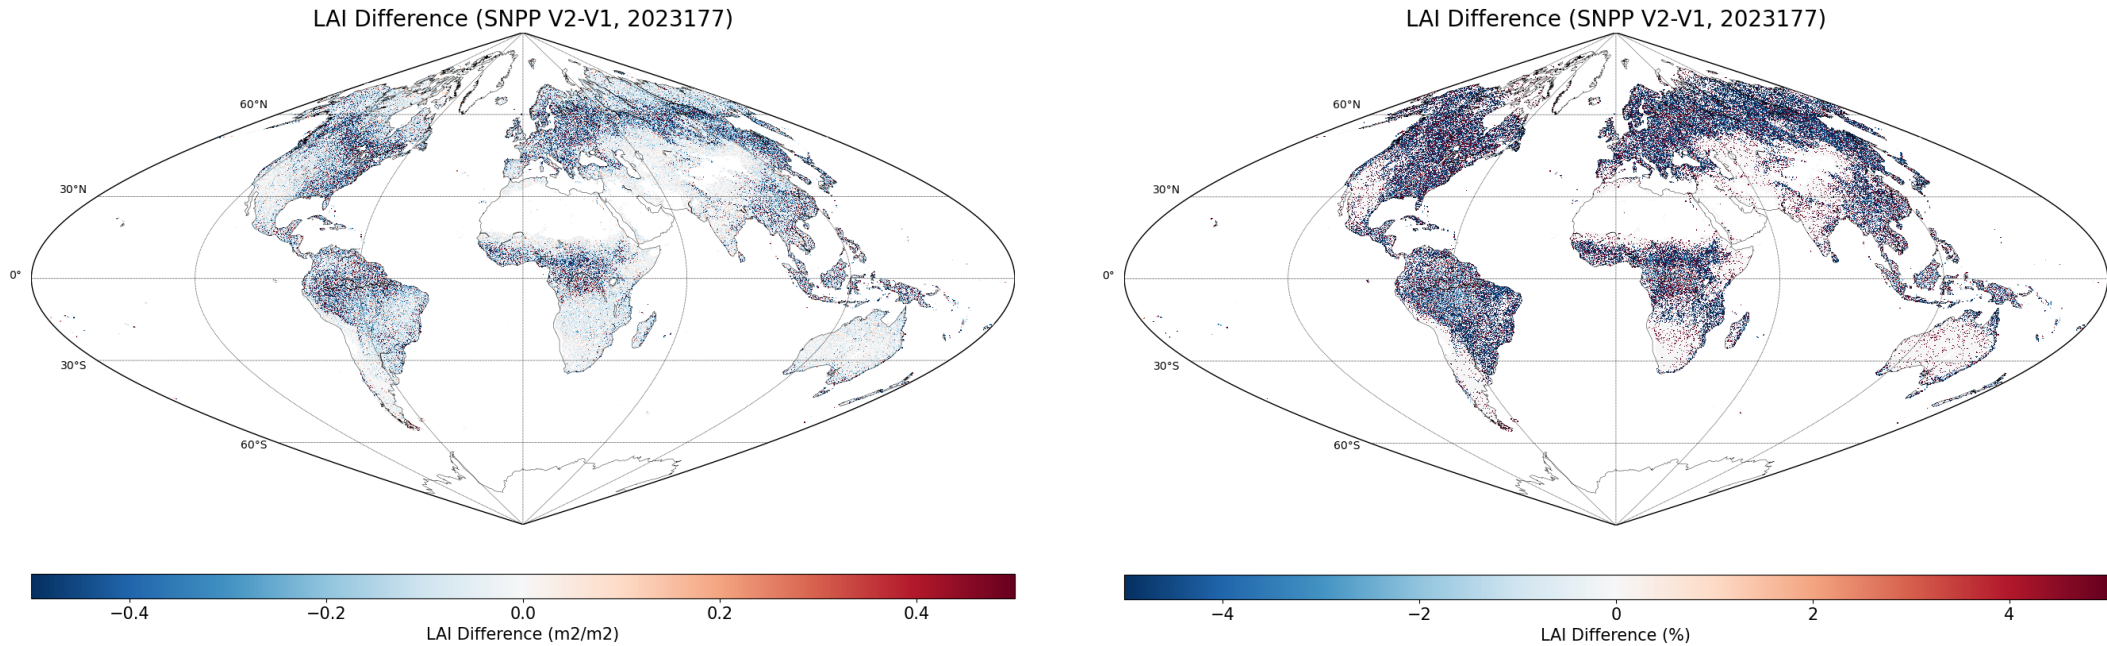 LAI Difference (SNPP V2-V1, 2023177)
60°N
30°N
0°
30°S
60°S
−0.4 −0.2 0.0 0.2 0.4
LAI Difference (m2/m2)
LAI Difference (SNPP V2-V1, 2023177)
60°N
30°N
0°
30°S
60°S
−4 −2 0 2 4
LAI Difference (%)